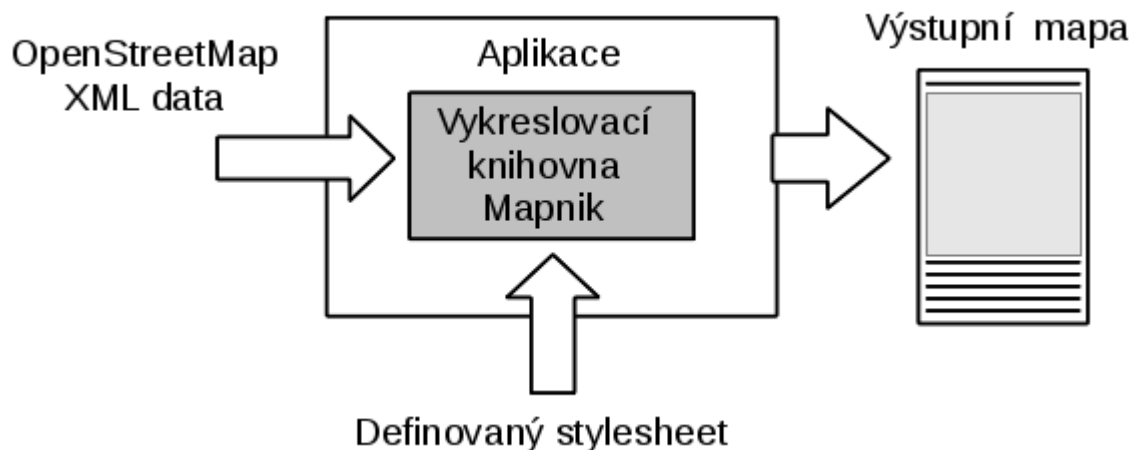 OpenStreetMap
XML data
Aplikace
Vykreslovací
knihovna
Mapnik
Výstupní mapa
Definovaný stylesheet